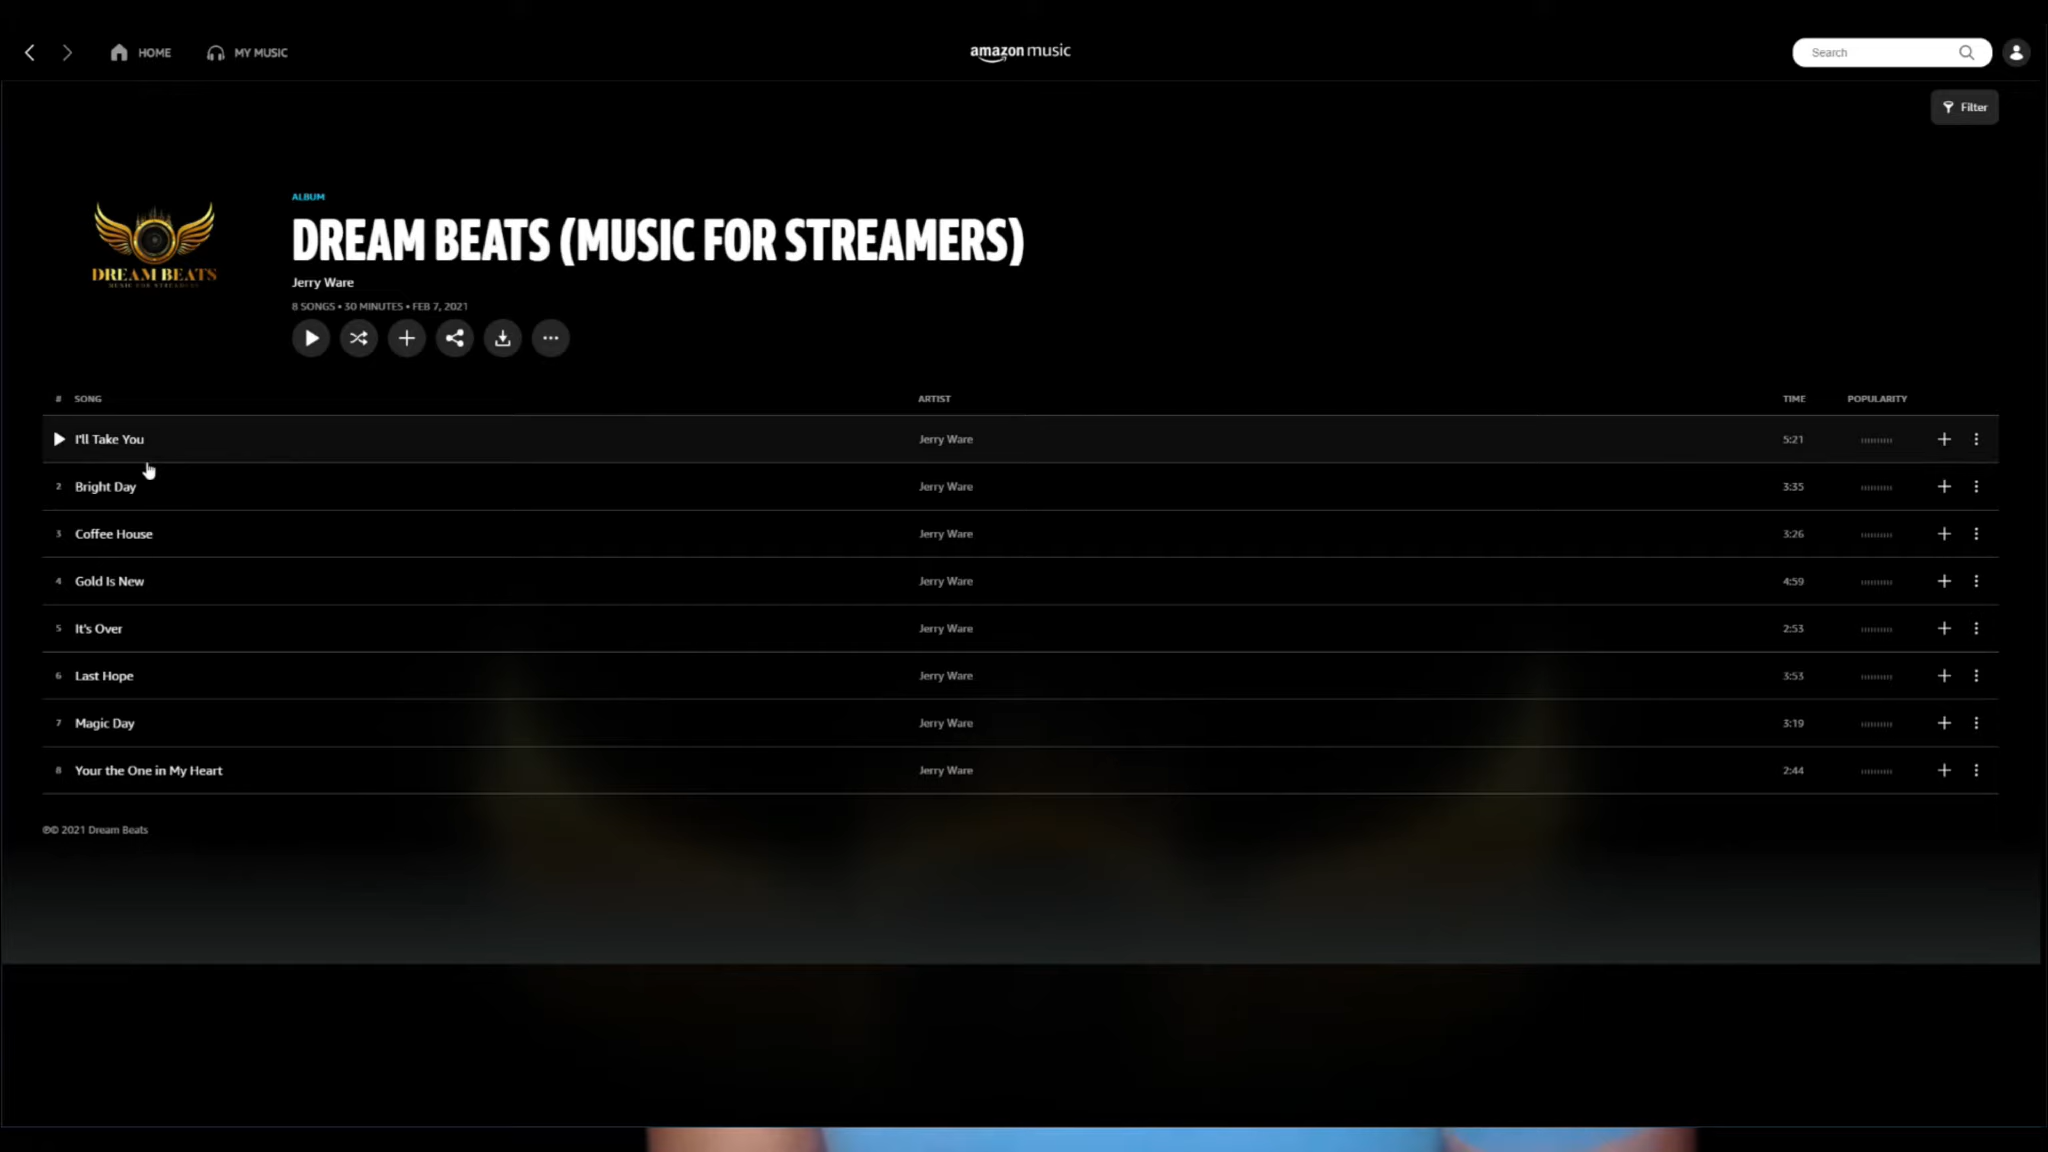 HOME
MY MUSIC
amazon music
Search
Filter
DREAM BEATS
MUSIC FOR STREAMERS
ALBUM
DREAM BEATS (MUSIC FOR STREAMERS)
Jerry Ware
8 SONGS • 30 MINUTES • FEB 7, 2021
# SONG ARTIST TIME POPULARITY
I'll Take You Jerry Ware 5:21
2 Bright Day Jerry Ware 3:35
3 Coffee House Jerry Ware 3:26
4 Gold Is New Jerry Ware 4:59
5 It's Over Jerry Ware 2:53
6 Last Hope Jerry Ware 3:53
7 Magic Day Jerry Ware 3:19
8 Your the One in My Heart Jerry Ware 2:44
℗© 2021 Dream Beats